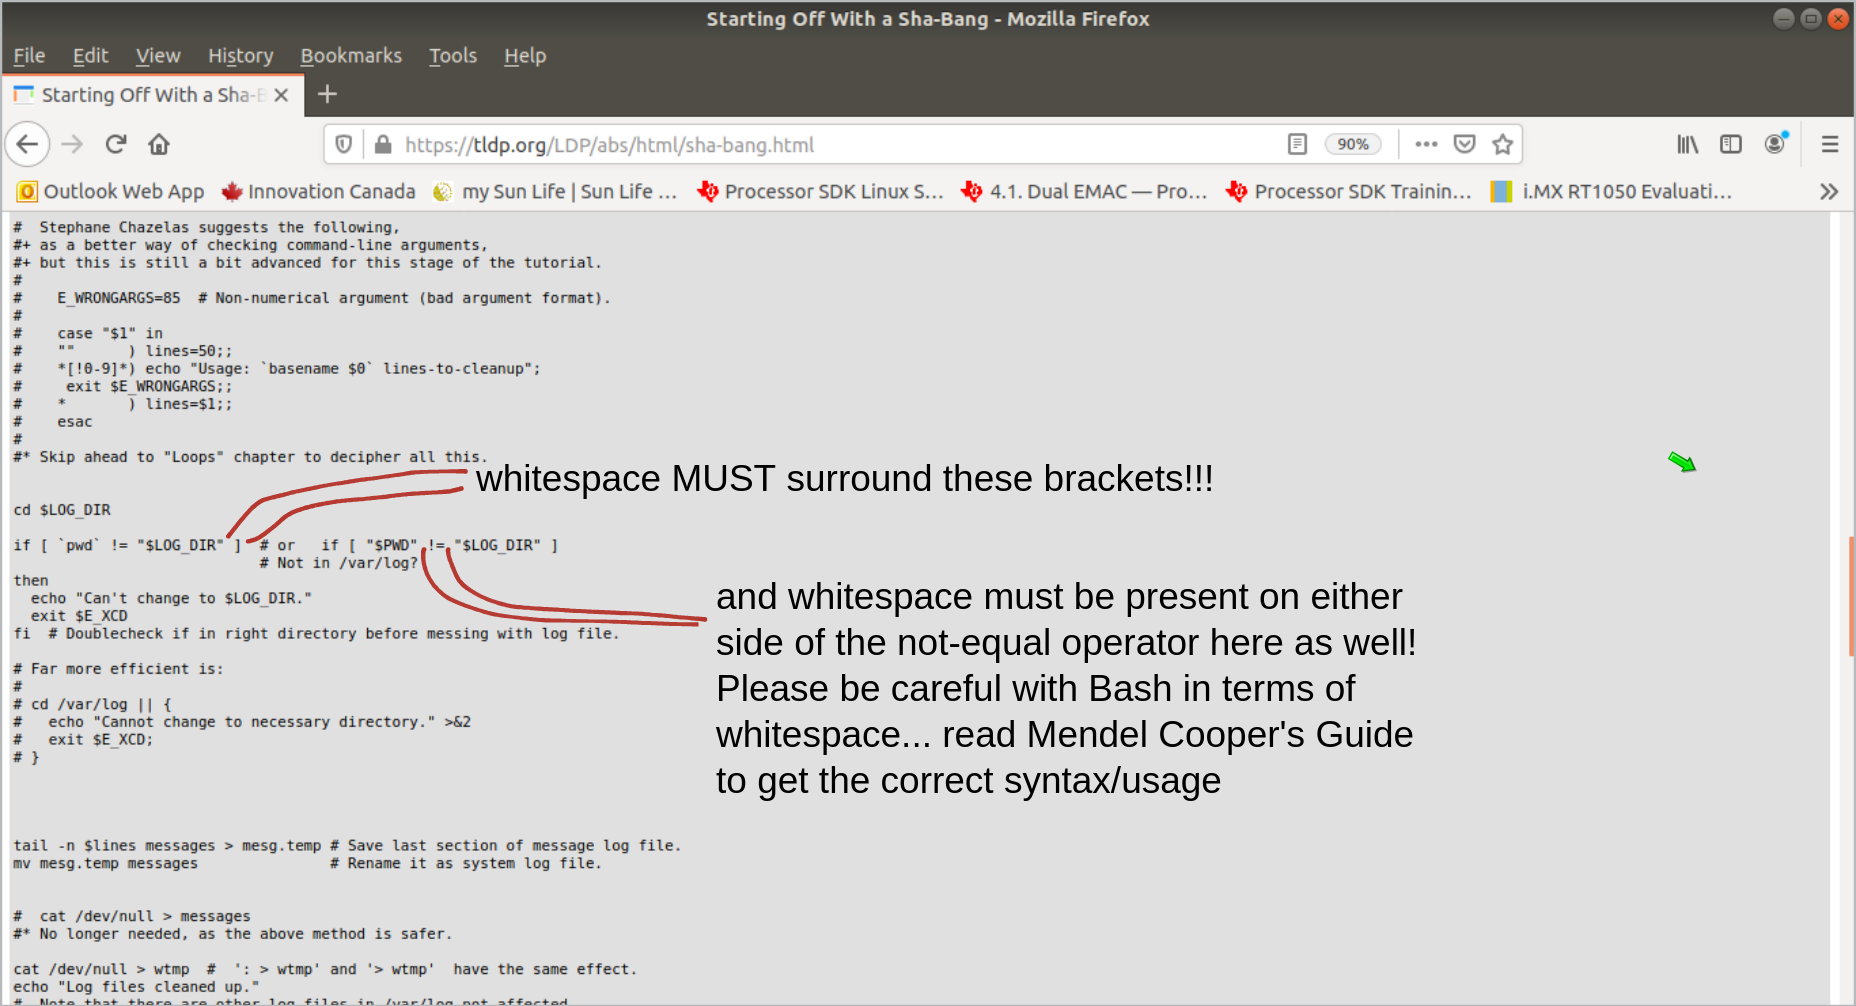 Starting Off With a Sha-Bang - Mozilla Firefox
File Edit View History Bookmarks Tools Help
Starting Off With a Sha-B
https://tldp.org/LDP/abs/html/sha-bang.html 90%
Outlook Web App Innovation Canada my Sun Life | Sun Life ... Processor SDK Linux S... 4.1. Dual EMAC — Pro... Processor SDK Trainin... i.MX RT1050 Evaluati...
#  Stephane Chazelas suggests the following,
#+ as a better way of checking command-line arguments,
#+ but this is still a bit advanced for this stage of the tutorial.
#
#    E_WRONGARGS=85  # Non-numerical argument (bad argument format).
#
#    case "$1" in
#    ""      ) lines=50;;
#    *[!0-9]*) echo "Usage: `basename $0` lines-to-cleanup";
#     exit $E_WRONGARGS;;
#    *       ) lines=$1;;
#    esac
#
#* Skip ahead to "Loops" chapter to decipher all this.
whitespace MUST surround these brackets!!!
cd $LOG_DIR
if [ `pwd` != "$LOG_DIR" ]  # or   if [ "$PWD" != "$LOG_DIR" ]
# Not in /var/log?
then
echo "Can't change to $LOG_DIR."
exit $E_XCD
fi  # Doublecheck if in right directory before messing with log file.
and whitespace must be present on either
side of the not-equal operator here as well!
Please be careful with Bash in terms of
whitespace... read Mendel Cooper's Guide
to get the correct syntax/usage
# Far more efficient is:
#
# cd /var/log || {
#   echo "Cannot change to necessary directory." >&2
#   exit $E_XCD;
# }
tail -n $lines messages > mesg.temp # Save last section of message log file.
mv mesg.temp messages               # Rename it as system log file.
#  cat /dev/null > messages
#* No longer needed, as the above method is safer.
cat /dev/null > wtmp  #  ': > wtmp' and '> wtmp'  have the same effect.
echo "Log files cleaned up."
#  Note that there are other log files in /var/log not affected